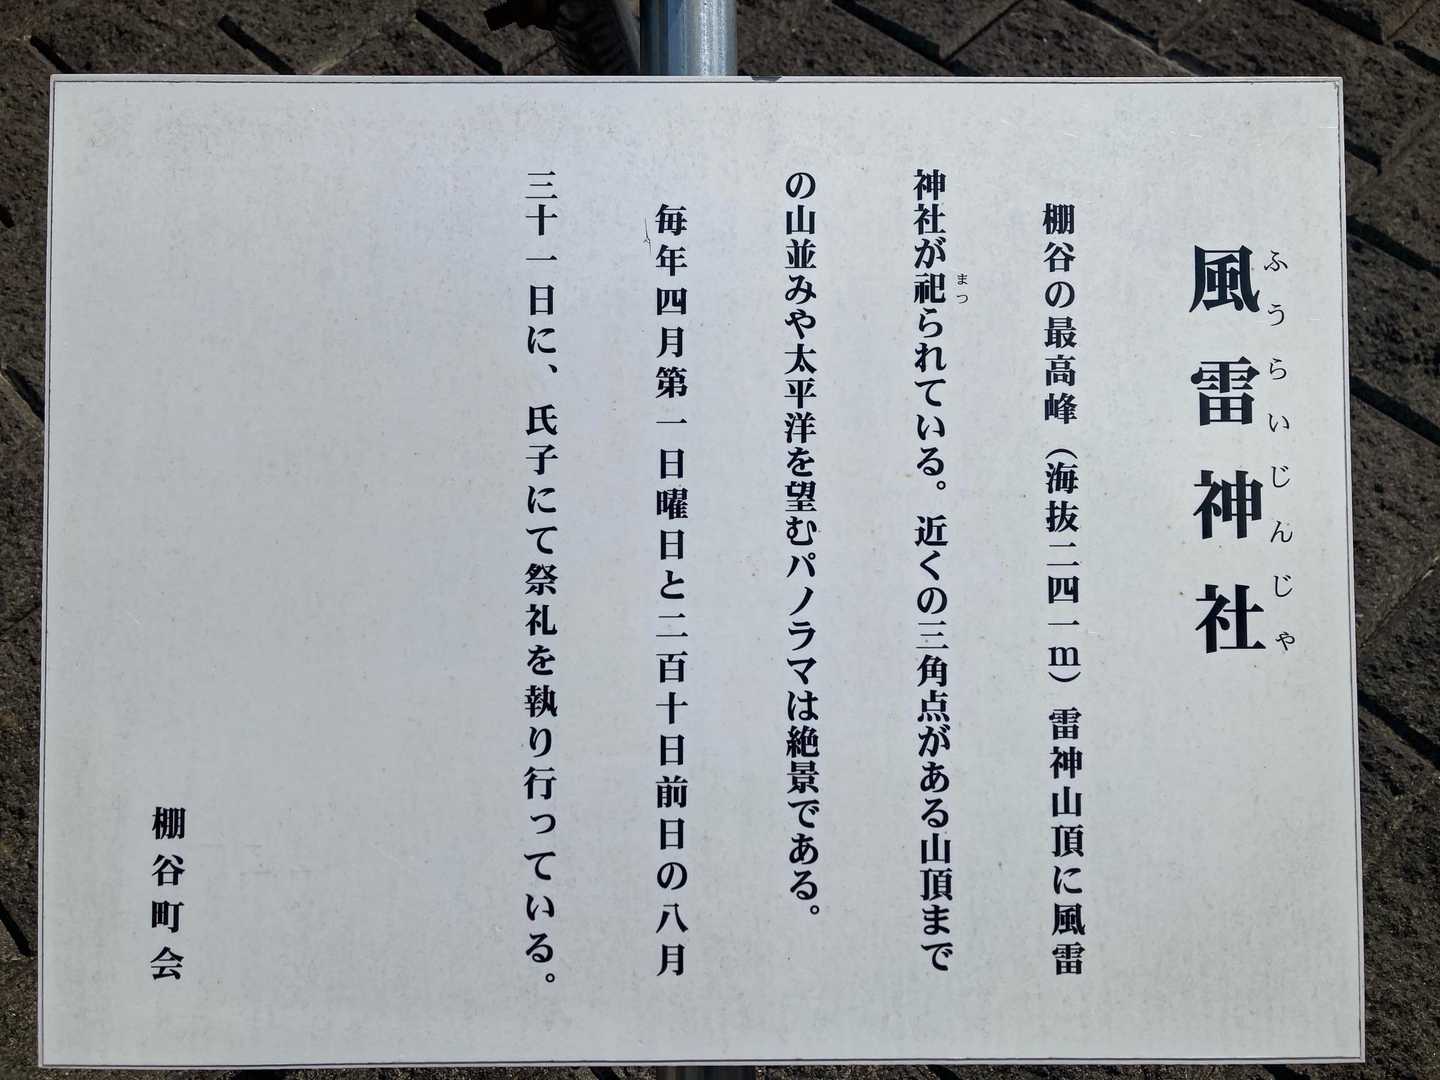 風雷神社
ふうらいじんじゃ
棚谷の最高峰（海抜二四一ｍ）雷神山頂に風雷
神社が祀られている。近くの三角点がある山頂まで
まつ
の山並みや太平洋を望むパノラマは絶景である。
毎年四月第一日曜日と二百十日前日の八月
三十一日に、氏子にて祭礼を執り行っている。
棚谷町会